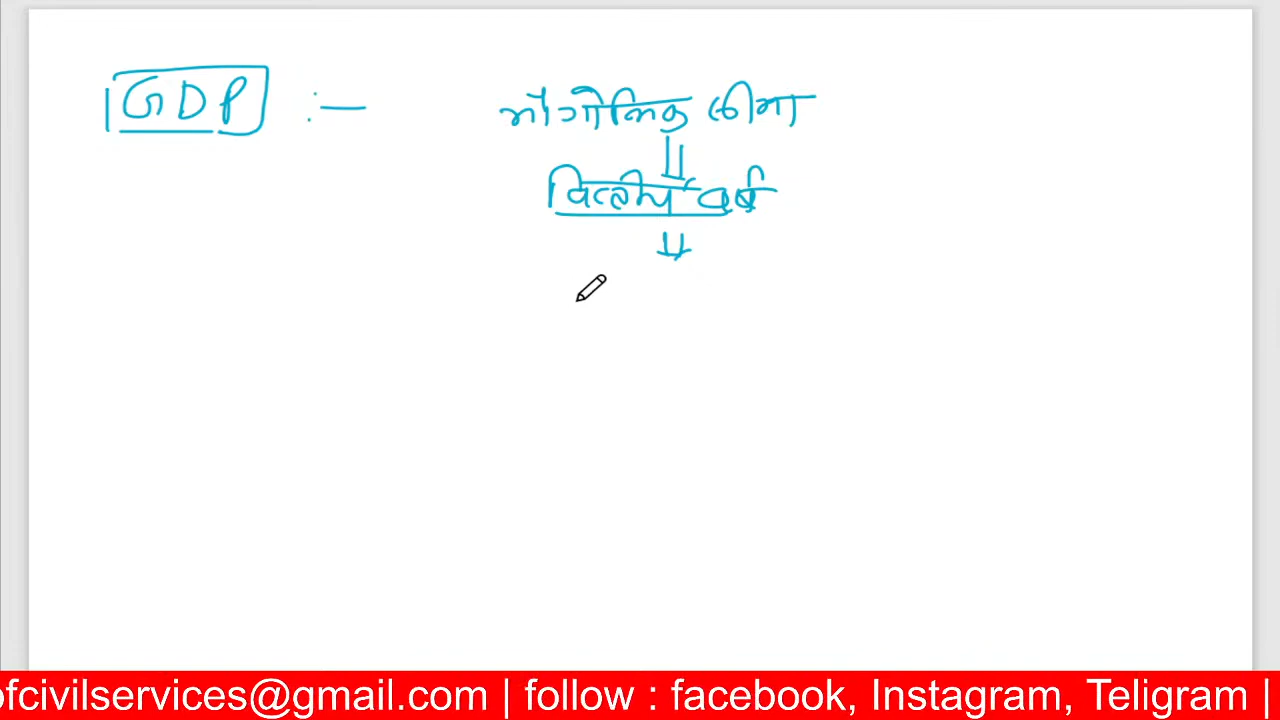 GDP :— भौगोलिक सीमा
वित्तीय वर्ष
ofcivilservices@gmail.com | follow : facebook, Instagram, Teligram |